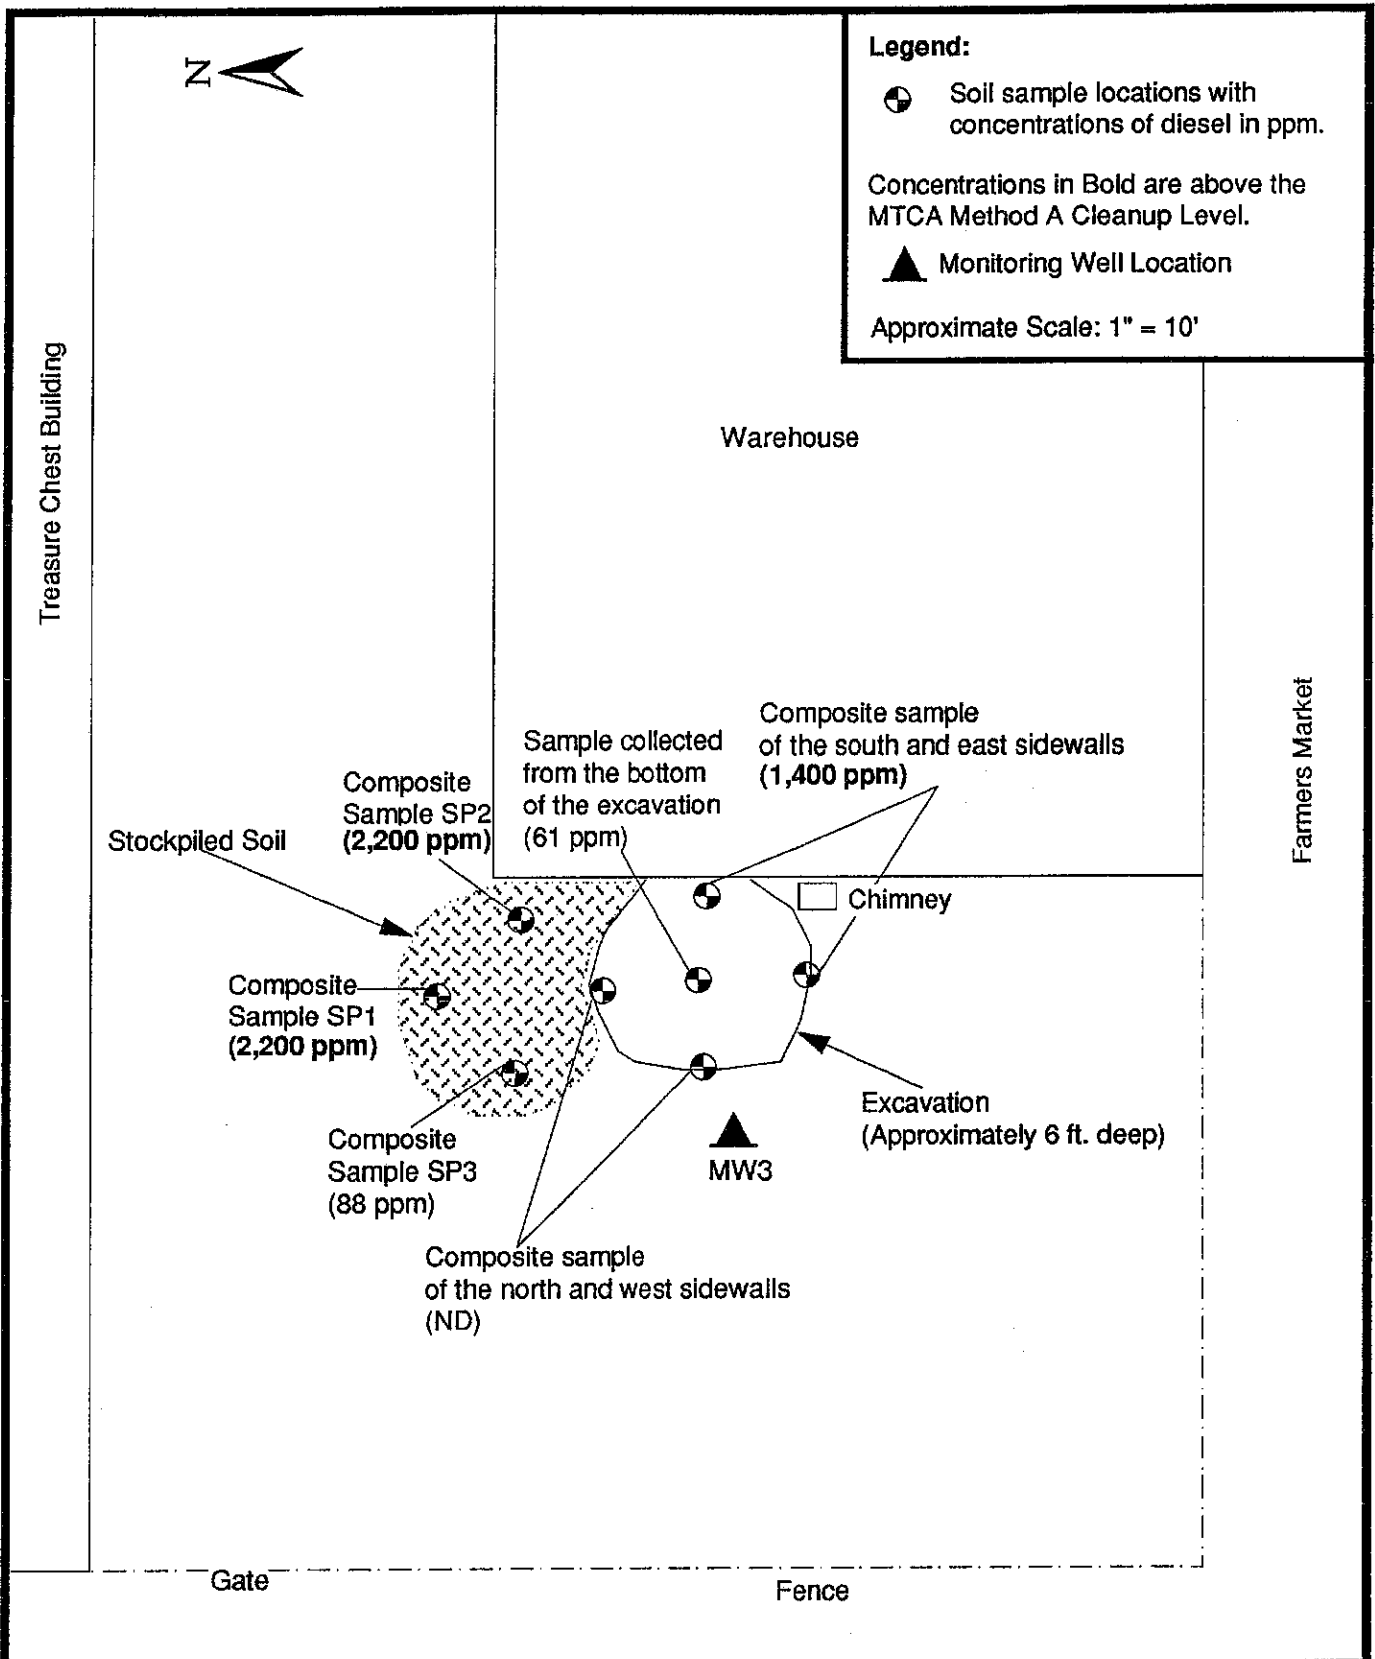 N
Legend:
Soil sample locations with
concentrations of diesel in ppm.
Concentrations in Bold are above the
MTCA Method A Cleanup Level.
Monitoring Well Location
Approximate Scale: 1" = 10'
Treasure Chest Building
Warehouse
Farmers Market
Composite sample
of the south and east sidewalls
(1,400 ppm)
Sample collected
from the bottom
of the excavation
(61 ppm)
Composite
Sample SP2
(2,200 ppm)
Stockpiled Soil
Chimney
Composite
Sample SP1
(2,200 ppm)
Excavation
(Approximately 6 ft. deep)
Composite
Sample SP3
(88 ppm)
MW3
Composite sample
of the north and west sidewalls
(ND)
Gate
Fence